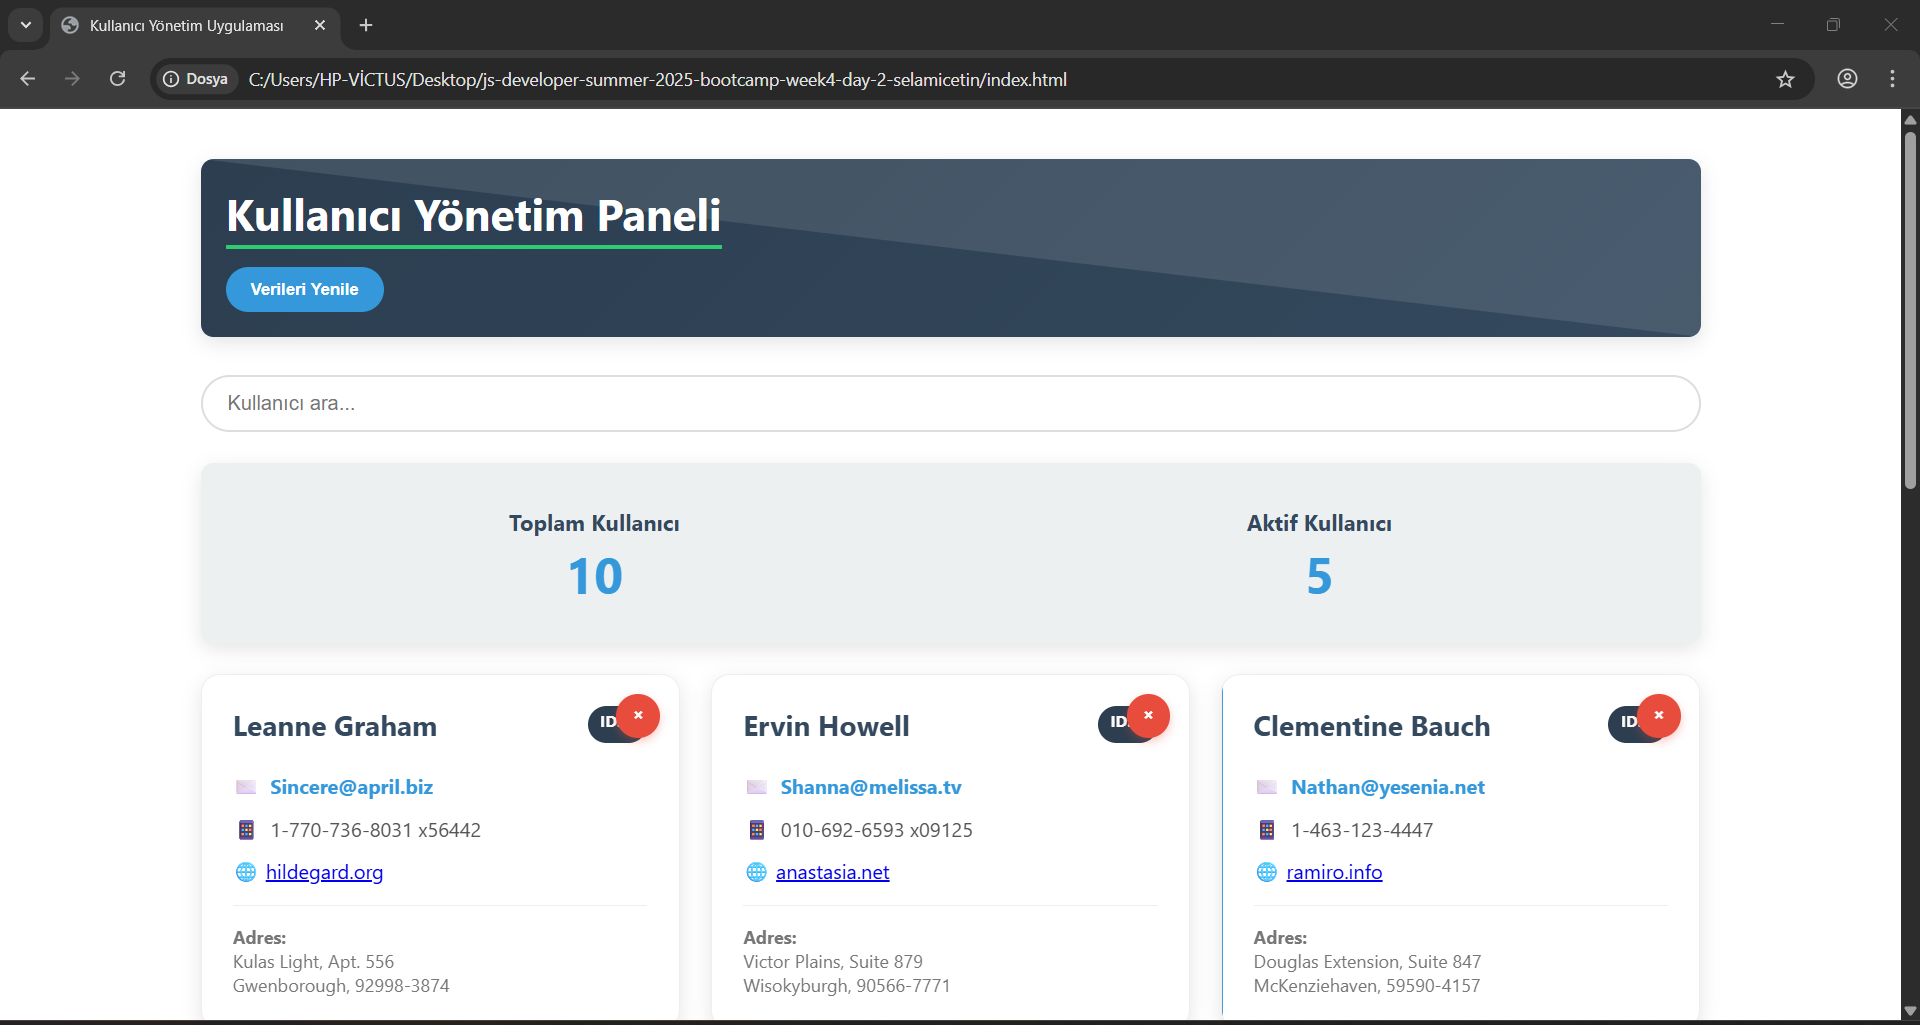 Kullanıcı Yönetim Uygulaması
Dosya
C:/Users/HP-VİCTUS/Desktop/js-developer-summer-2025-bootcamp-week4-day-2-selamicetin/index.html
Kullanıcı Yönetim Paneli
Verileri Yenile
Kullanıcı ara...
Toplam Kullanıcı
10
Aktif Kullanıcı
5
Leanne Graham
ID
Sincere@april.biz
1-770-736-8031 x56442
hildegard.org
Adres:
Kulas Light, Apt. 556
Gwenborough, 92998-3874
Ervin Howell
ID:
Shanna@melissa.tv
010-692-6593 x09125
anastasia.net
Adres:
Victor Plains, Suite 879
Wisokyburgh, 90566-7771
Clementine Bauch
ID:
Nathan@yesenia.net
1-463-123-4447
ramiro.info
Adres:
Douglas Extension, Suite 847
McKenziehaven, 59590-4157